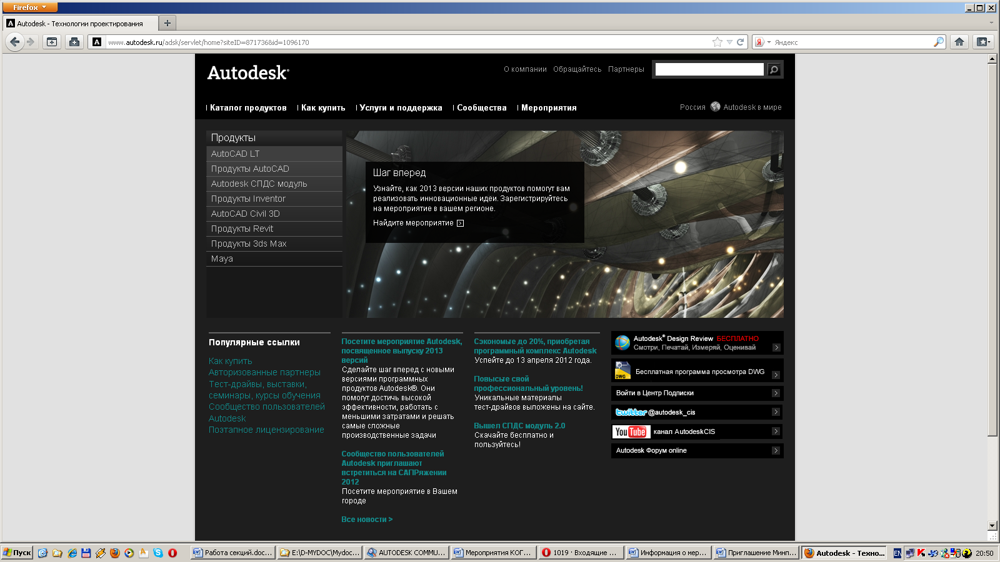 Firefox
Autodesk - Технологии проектирования
www.autodesk.ru/adsk/servlet/home?siteID=871736&id=1096170
Яндекс
Autodesk®
О компании Обращайтесь Партнеры
Каталог продуктов Как купить Услуги и поддержка Сообщества Мероприятия
Россия Autodesk в мире
Продукты
AutoCAD LT
Продукты AutoCAD
Autodesk СПДС модуль
Продукты Inventor
AutoCAD Civil 3D
Продукты Revit
Продукты 3ds Max
Maya
Шаг вперед
Узнайте, как 2013 версии наших продуктов помогут вам
реализовать инновационные идеи. Зарегистрируйтесь
на мероприятие в вашем регионе.
Найдите мероприятие
Популярные ссылки
Как купить
Авторизованные партнеры
Тест-драйвы, выставки,
семинары, курсы обучения
Сообщество пользователей
Autodesk
Поэтапное лицензирование
Посетите мероприятие Autodesk,
посвященное выпуску 2013
версий
Сделайте шаг вперед с новыми
версиями программных
продуктов Autodesk®. Они
помогут достичь высокой
эффективности, работать с
меньшими затратами и решать
самые сложные
производственные задачи
Сообщество пользователей
Autodesk приглашают
встретиться на САПРяжении
2012
Посетите мероприятие в Вашем
городе
Все новости >
Сэкономьте до 20%, приобретая
программный комплекс Autodesk
Успейте до 13 апреля 2012 года.
Повысьте свой
профессиональный уровень!
Уникальные материалы
тест-драйвов выложены на сайте.
Вышел СПДС модуль 2.0
Скачайте бесплатно и
пользуйтесь!
Autodesk® Design Review БЕСПЛАТНО
Смотри, Печатай, Измеряй, Оценивай
DWG
Бесплатная программа просмотра DWG
Войти в Центр Подписки
twitter @autodesk_cis
YouTube канал AutodeskCIS
Autodesk Форум online
Пуск
Работа секций.doc...
E:\D-MYDOC\Mydoc...
AUTODESK COMMU...
Мероприятия КОГ...
1019 · Входящие ...
Информация о мер...
Приглашение Минп...
Autodesk - Техно...
EN
20:50